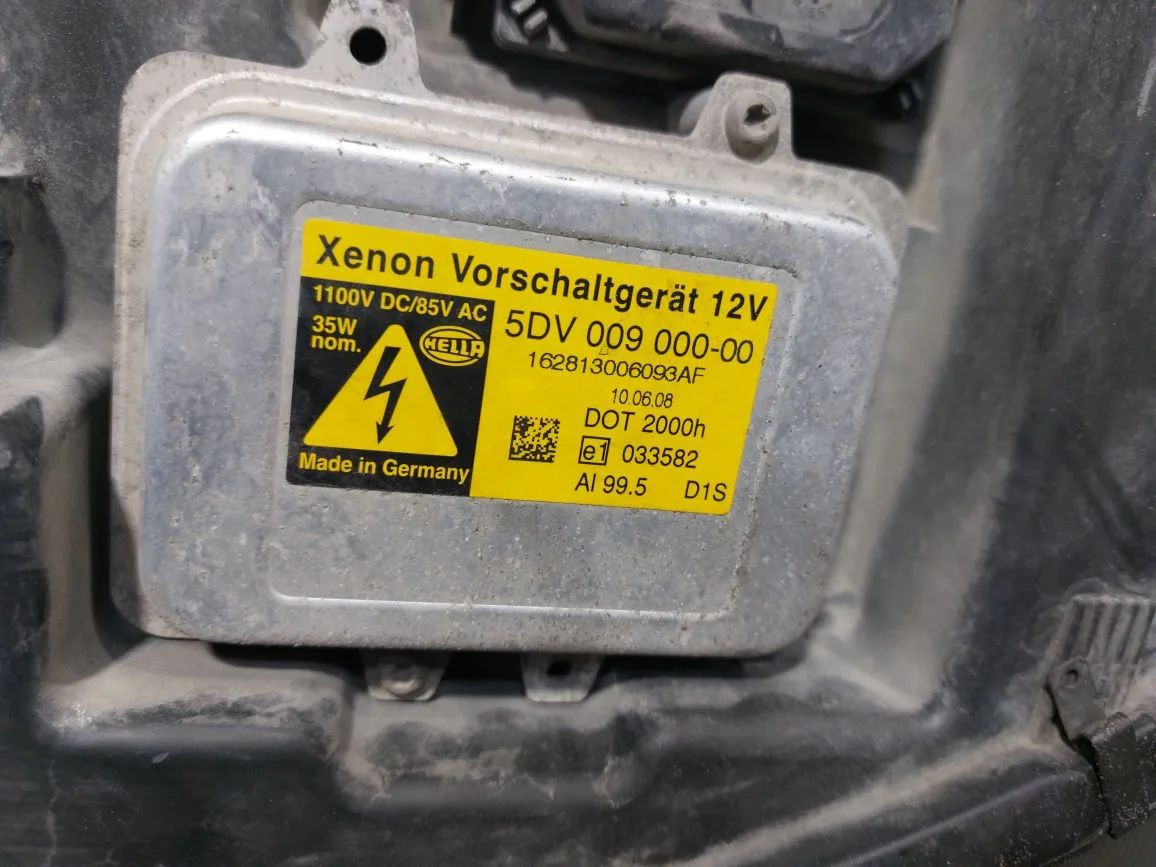 Xenon Vorschaltgerät 12V
1100V DC/85V AC
35W
nom.
HELLA
Made in Germany
5DV 009 000-00
162813006093AF
10.06.08
DOT 2000h
e1 033582
AI 99.5 D1S